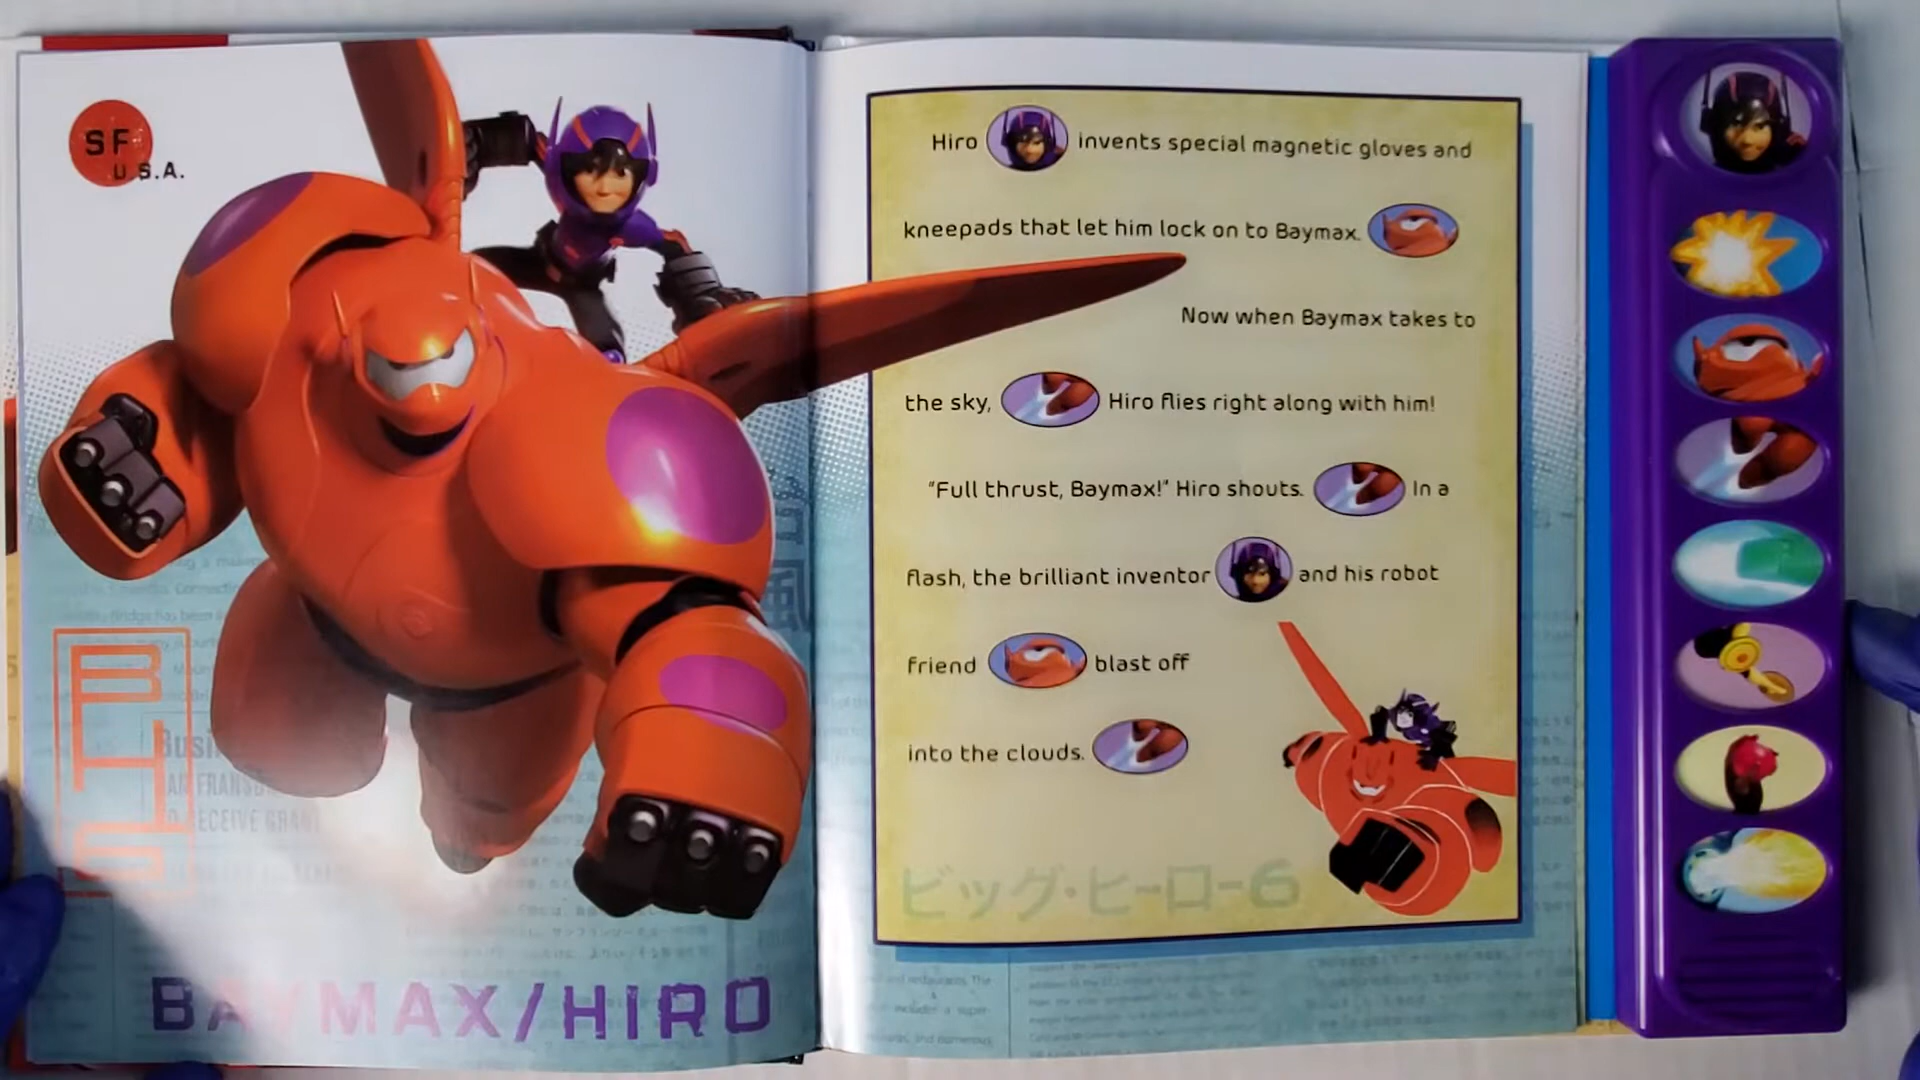 SF
U.S.A.
BHG
BAYMAX/HIRO
Hiro invents special magnetic gloves and
kneepads that let him lock on to Baymax.
Now when Baymax takes to
the sky, Hiro flies right along with him!
"Full thrust, Baymax!" Hiro shouts. In a
flash, the brilliant inventor and his robot
friend blast off
into the clouds.
ビッグ・ヒーロー6